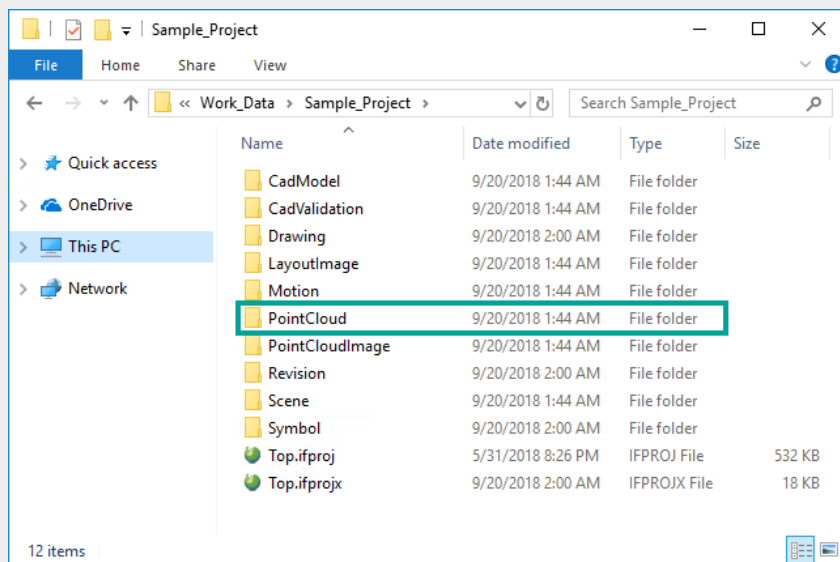 Sample_Project
File Home Share View
« Work_Data › Sample_Project › Search Sample_Project
Name Date modified Type Size
Quick access
OneDrive
This PC
Network
CadModel 9/20/2018 1:44 AM File folder
CadValidation 9/20/2018 1:44 AM File folder
Drawing 9/20/2018 2:00 AM File folder
LayoutImage 9/20/2018 1:44 AM File folder
Motion 9/20/2018 1:44 AM File folder
PointCloud 9/20/2018 1:44 AM File folder
PointCloudImage 9/20/2018 1:44 AM File folder
Revision 9/20/2018 2:00 AM File folder
Scene 9/20/2018 1:44 AM File folder
Symbol 9/20/2018 2:00 AM File folder
Top.ifproj 5/31/2018 8:26 PM IFPROJ File 532 KB
Top.ifprojx 9/20/2018 2:00 AM IFPROJX File 18 KB
12 items